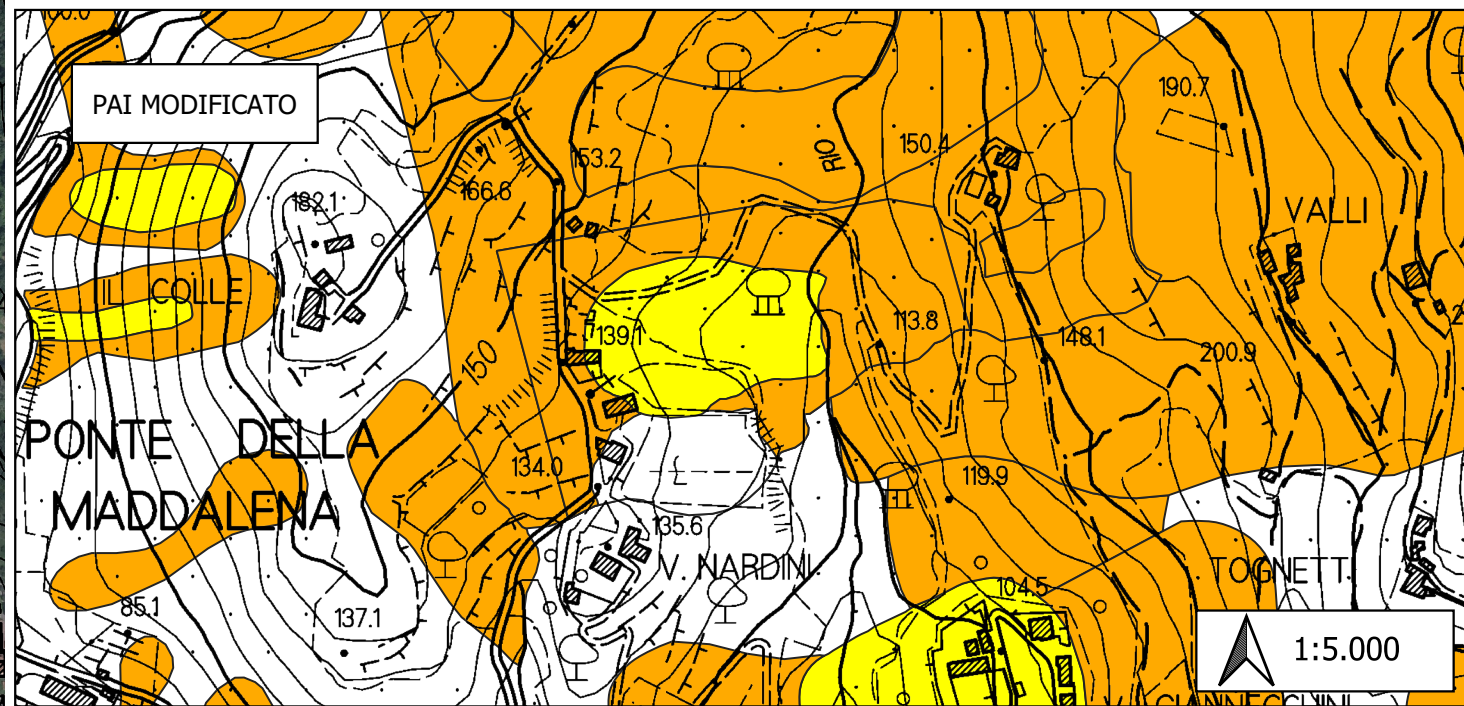 PAI MODIFICATO
190.7
RIO
150.4
153.2
166.6
182.1
VALLI
IL COLLE
139.1
113.8
148.1
200.9
150
PONTE DELLA
MADDALENA
134.0
119.9
135.6
V. NARDINI
TOGNETT
104.5
85.1
137.1
1:5.000